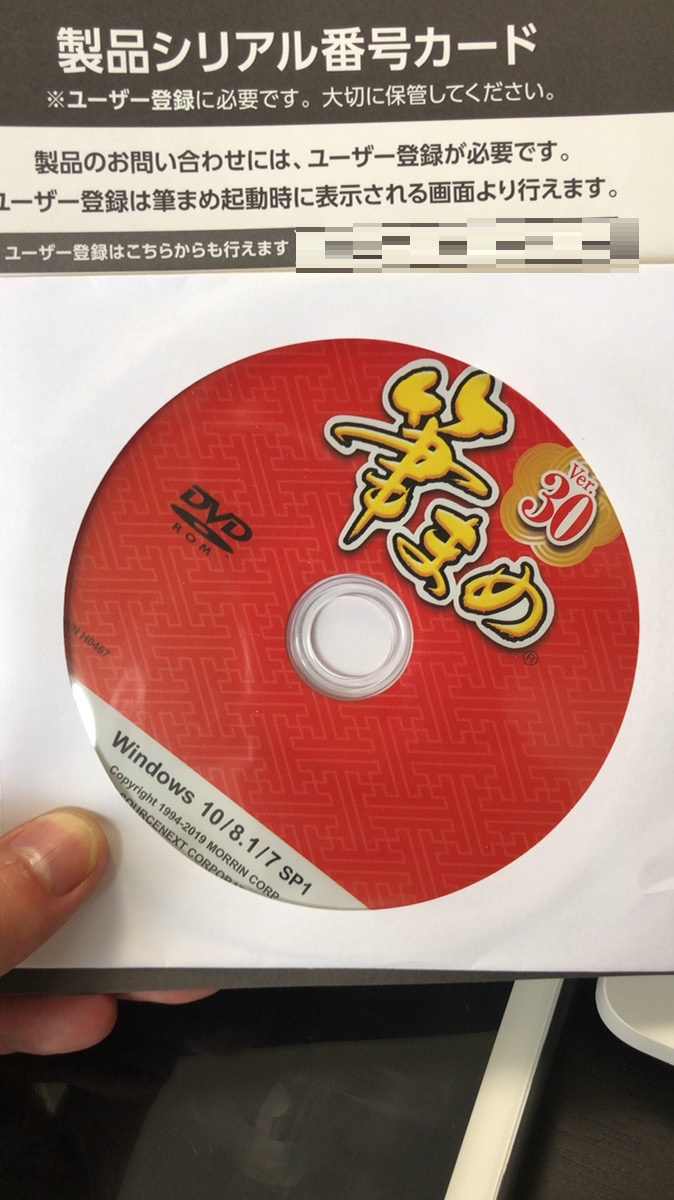 製品シリアル番号カード
※ユーザー登録に必要です。大切に保管してください。
製品のお問い合わせには、ユーザー登録が必要です。
ユーザー登録は筆まめ起動時に表示される画面より行えます。
ユーザー登録はこちらからも行えます
筆まめ®
Ver.
30
DVD
ROM
H0467
Windows 10/8.1/7 SP1
Copyright 1994-2019 MORRIN CORP
SOURCENEXT